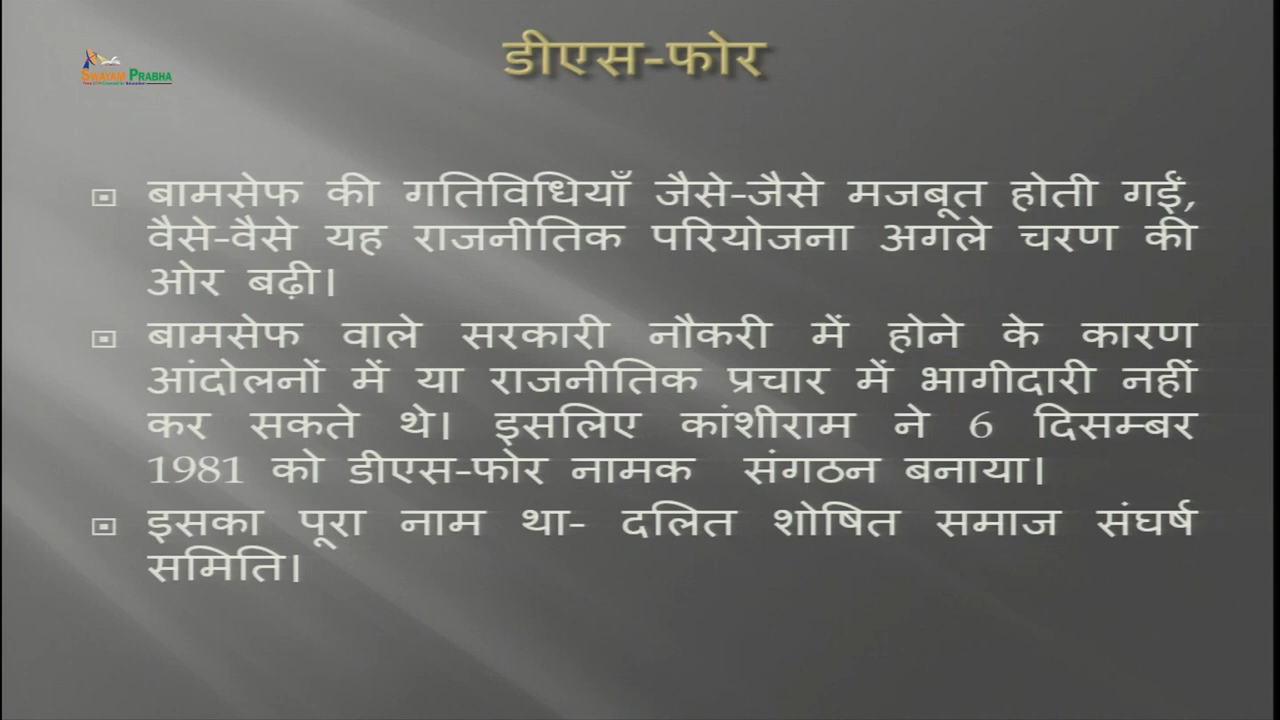 डीएस-फोर
SWAYAM PRABHA
बामसेफ की गतिविधियाँ जैसे-जैसे मजबूत होती गईं,
वैसे-वैसे यह राजनीतिक परियोजना अगले चरण की
ओर बढ़ी।
बामसेफ वाले सरकारी नौकरी में होने के कारण
आंदोलनों में या राजनीतिक प्रचार में भागीदारी नहीं
कर सकते थे। इसलिए कांशीराम ने 6 दिसम्बर
1981 को डीएस-फोर नामक संगठन बनाया।
इसका पूरा नाम था- दलित शोषित समाज संघर्ष
समिति।